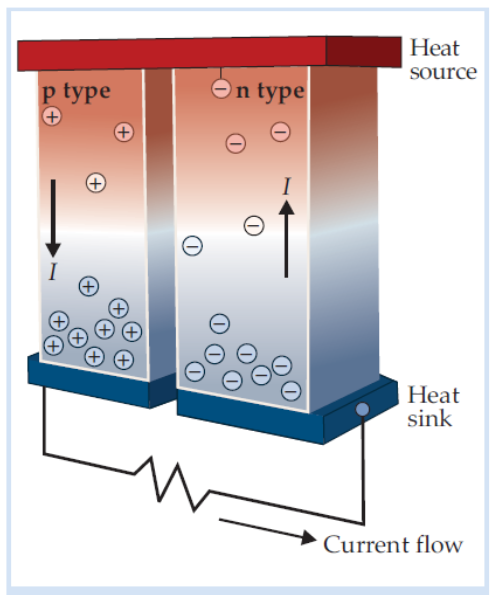 Heat
source
p type
n type
I
I
Heat
sink
Current flow